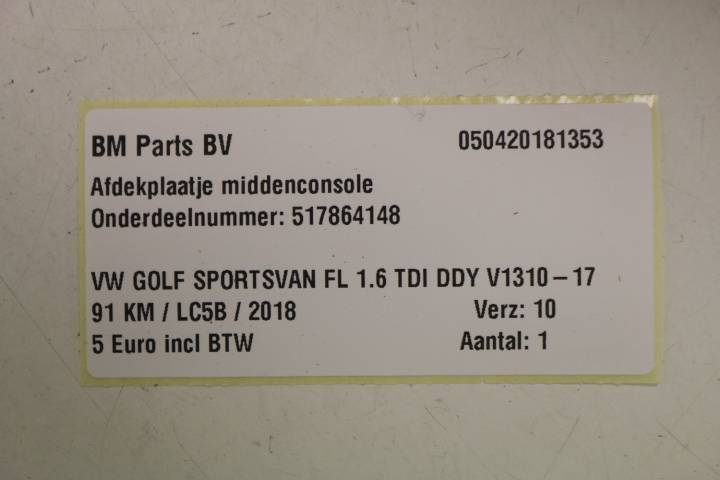 BM Parts BV 050420181353
Afdekplaatje middenconsole
Onderdeelnummer: 517864148
VW GOLF SPORTSVAN FL 1.6 TDI DDY V1310-17
91 KM / LC5B / 2018 Verz: 10
5 Euro incl BTW Aantal: 1